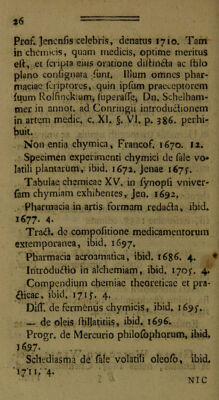 26
Prof. Jenensis celebris, denatus 1710. Tam
in chemicis, quam medicis, optime meritus
est, et scripta eius oratione distincta ac stilo
plano consignata sunt. Illum omnes phar-
maciae scriptores, quin ipsum praeceptorem
suum Rolfinckium, superasse, Dn. Schelham-
mer in annot. ad Conringii introductionem
in artem medic, c. XI. §. VI. p. 386. perhi-
buit.
Non entia chymica, Francof. 1670. 12.
Specimen experimenti chymici de sale vo-
latili plantarum, ibid. 1672. Jenae 1675.
Tabulae chemicae XV. in synopsi vniver-
sam chymiam exhibentes, Jen. 1692.
Pharmacia in artis formam redacta, ibid.
1677. 4.
Tract. de compositione medicamentorum
extemporanea, ibid. 1697.
Pharmacia acroamatica, ibid. 1686. 4.
Introductio in alchemiam, ibid. 1705. 4.
Compendium chemiae theoreticae et pra-
cticae, ibid. 1715. 4.
Diss. de fermentis chymicis, ibid. 1695.
— de oleis stillatitiis, ibid. 1696.
Progr. de Mercurio philosophorum, ibid.
1697.
Schediasma de sale volatili oleoso, ibid.
1711. 4.
NIC